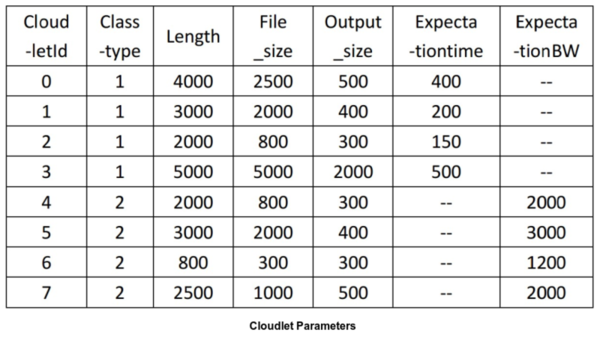 Cloud -letId Class -type Length File _size Output _size Expecta -tiontime Expecta -tionBW
0 1 4000 2500 500 400 --
1 1 3000 2000 400 200 --
2 1 2000 800 300 150 --
3 1 5000 5000 2000 500 --
4 2 2000 800 300 -- 2000
5 2 3000 2000 400 -- 3000
6 2 800 300 300 -- 1200
7 2 2500 1000 500 -- 2000
Cloudlet Parameters